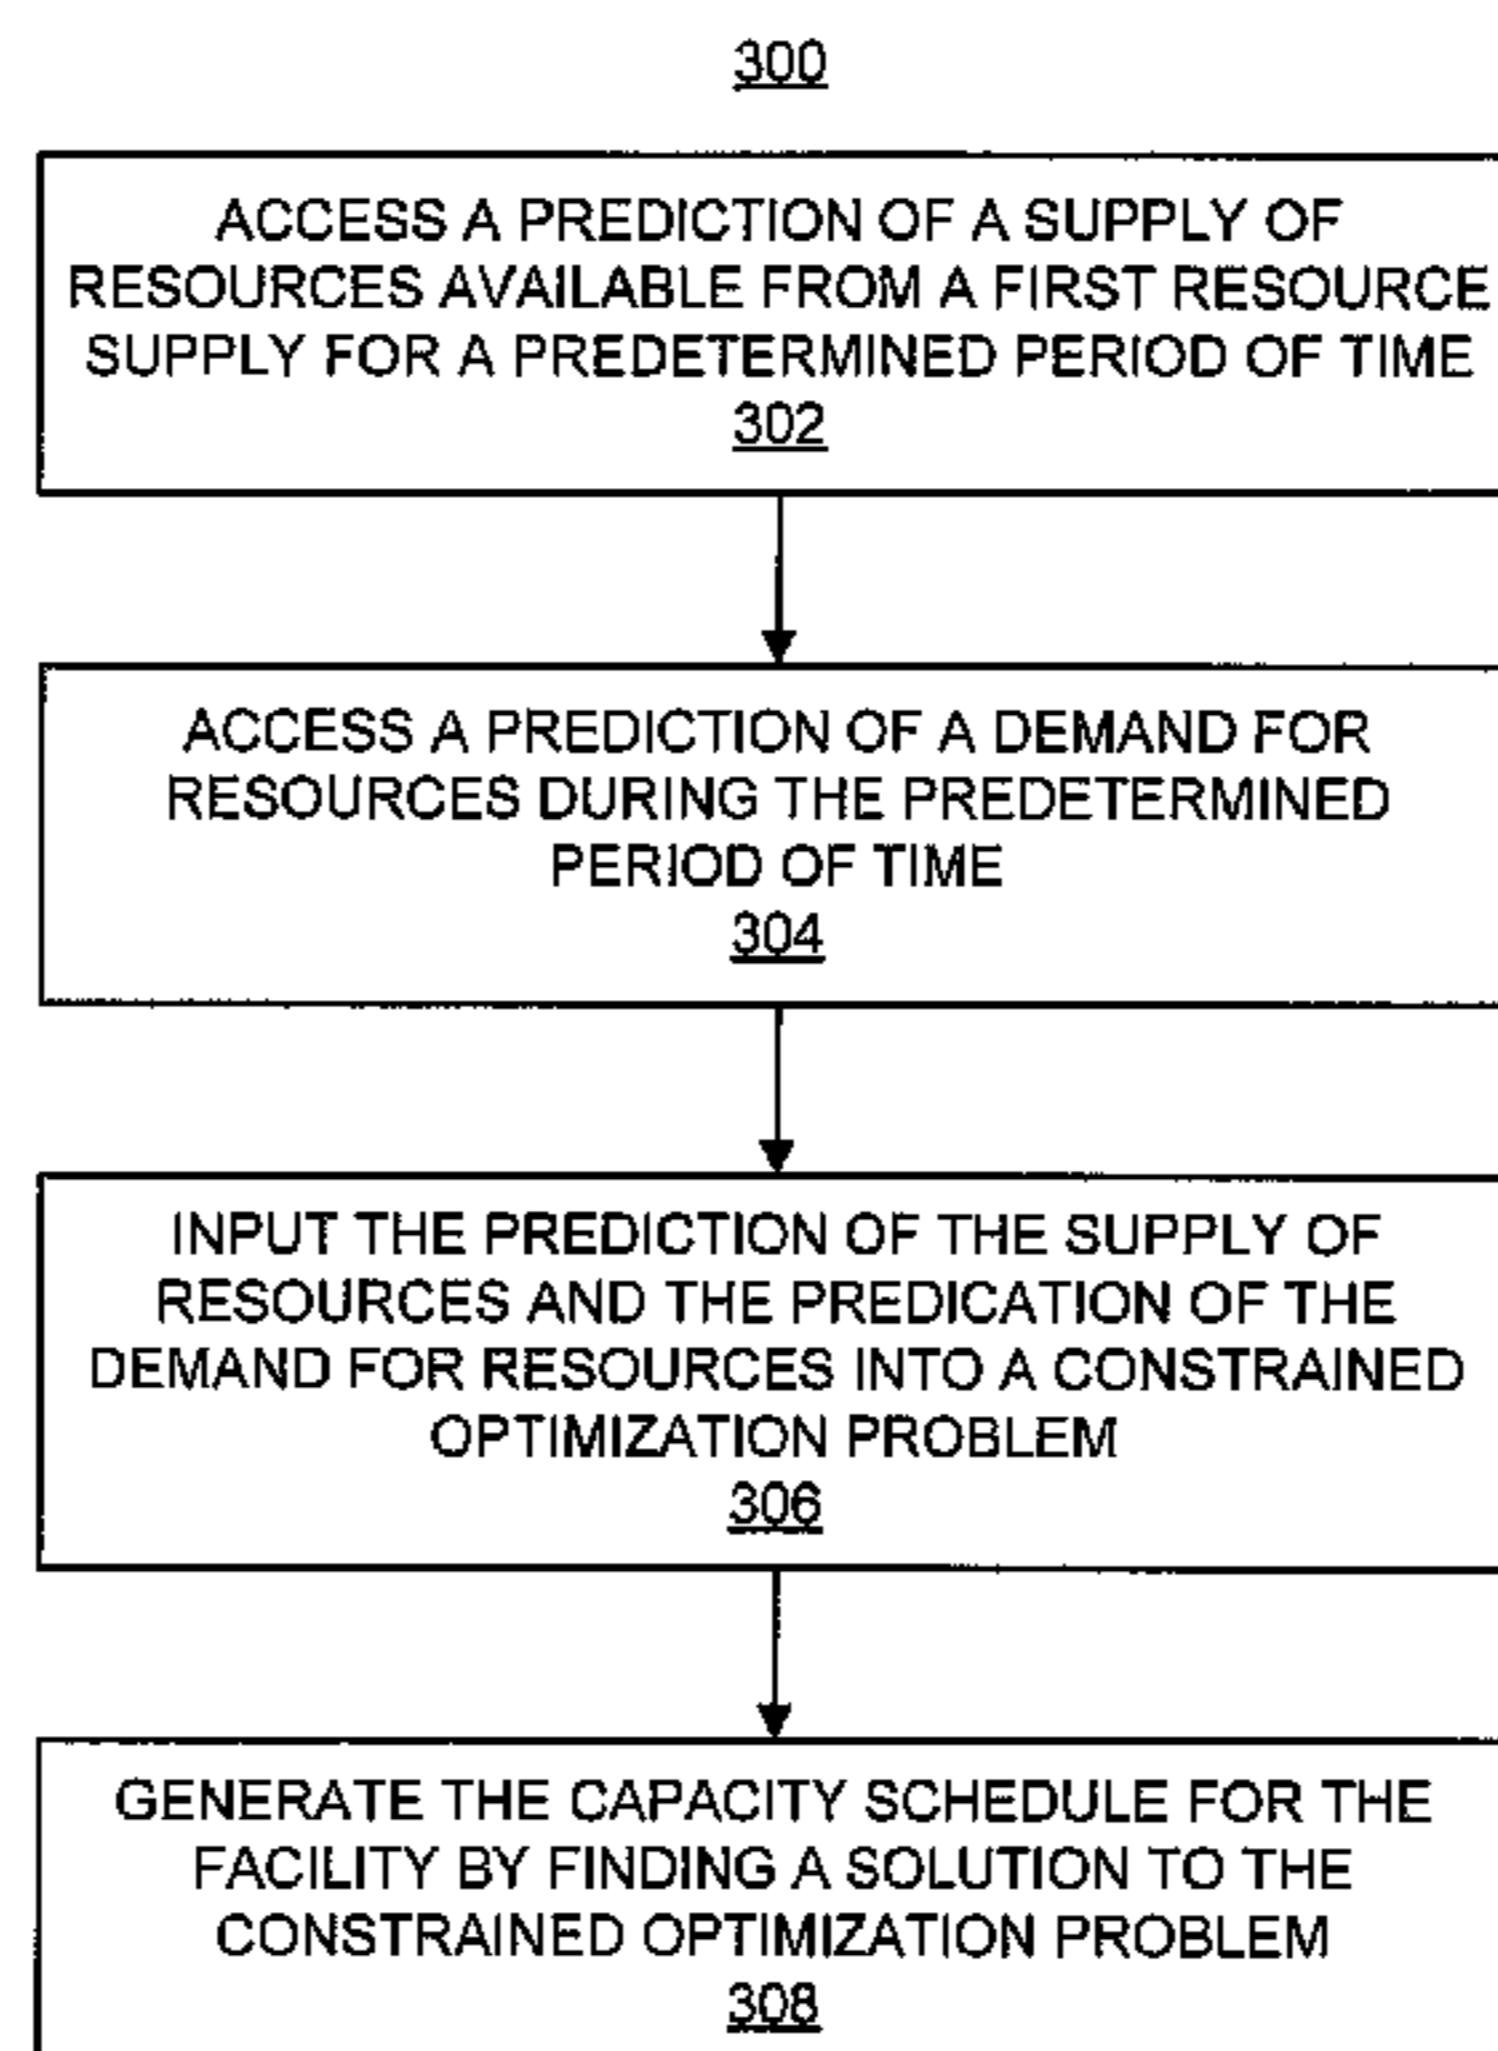 300
ACCESS A PREDICTION OF A SUPPLY OF
RESOURCES AVAILABLE FROM A FIRST RESOURCE
SUPPLY FOR A PREDETERMINED PERIOD OF TIME
302
ACCESS A PREDICTION OF A DEMAND FOR
RESOURCES DURING THE PREDETERMINED
PERIOD OF TIME
304
INPUT THE PREDICTION OF THE SUPPLY OF
RESOURCES AND THE PREDICATION OF THE
DEMAND FOR RESOURCES INTO A CONSTRAINED
OPTIMIZATION PROBLEM
306
GENERATE THE CAPACITY SCHEDULE FOR THE
FACILITY BY FINDING A SOLUTION TO THE
CONSTRAINED OPTIMIZATION PROBLEM
308